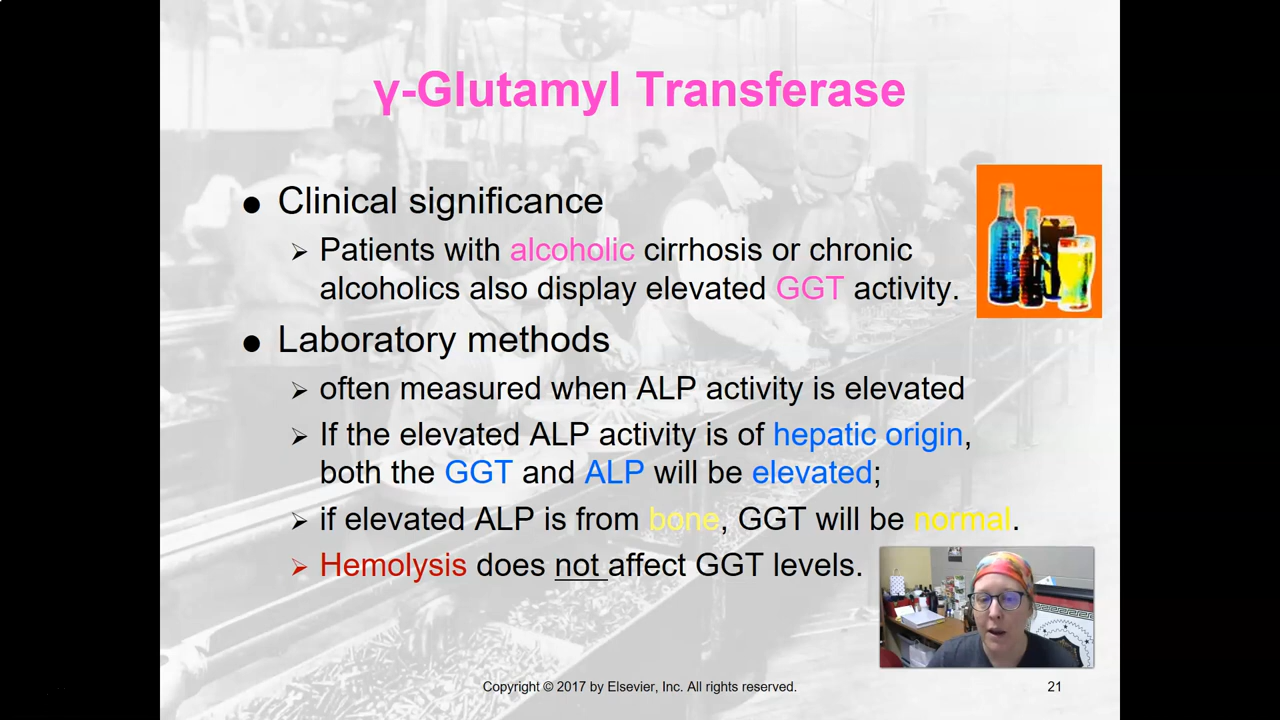 γ-Glutamyl Transferase
● Clinical significance
➢ Patients with alcoholic cirrhosis or chronic
alcoholics also display elevated GGT activity.
● Laboratory methods
➢ often measured when ALP activity is elevated
➢ If the elevated ALP activity is of hepatic origin,
both the GGT and ALP will be elevated;
➢ if elevated ALP is from bone, GGT will be normal.
➢ Hemolysis does not affect GGT levels.
Copyright © 2017 by Elsevier, Inc. All rights reserved.
21